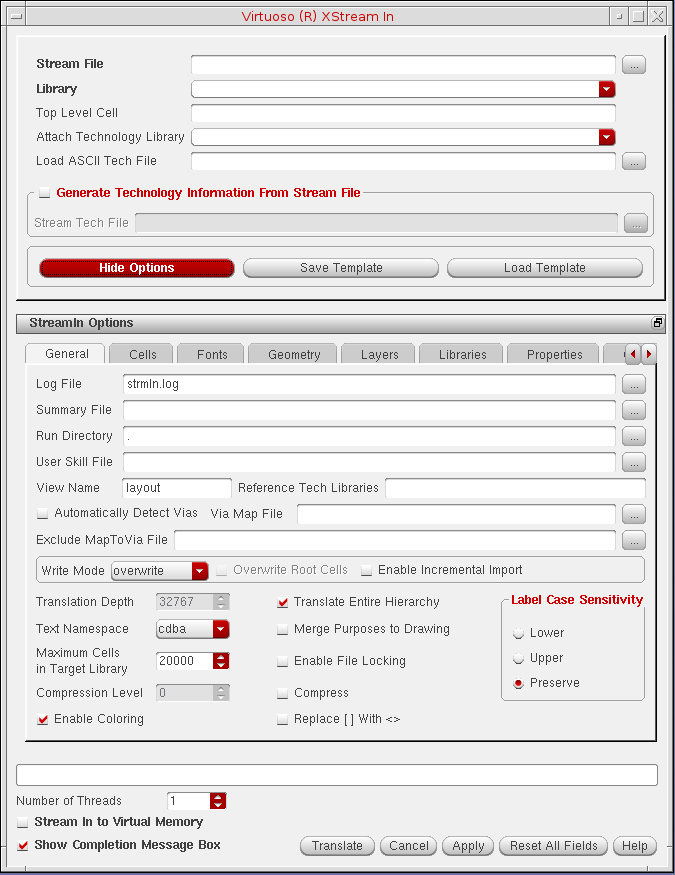 Virtuoso (R) XStream In
Stream File
...
Library
Top Level Cell
Attach Technology Library
Load ASCII Tech File
...
Generate Technology Information From Stream File
Stream Tech File
...
Hide Options Save Template Load Template
StreamIn Options
General Cells Fonts Geometry Layers Libraries Properties
Log File strmIn.log ...
Summary File ...
Run Directory . ...
User Skill File ...
View Name layout Reference Tech Libraries
Automatically Detect Vias Via Map File ...
Exclude MapToVia File ...
Write Mode overwrite Overwrite Root Cells Enable Incremental Import
Translation Depth 32767 Translate Entire Hierarchy
Label Case Sensitivity
Text Namespace cdba Merge Purposes to Drawing
Lower
Maximum Cells
in Target Library 20000 Enable File Locking
Upper
Compression Level 0 Compress
Preserve
Enable Coloring Replace [ ] With <>
Number of Threads 1
Stream In to Virtual Memory
Show Completion Message Box Translate Cancel Apply Reset All Fields Help